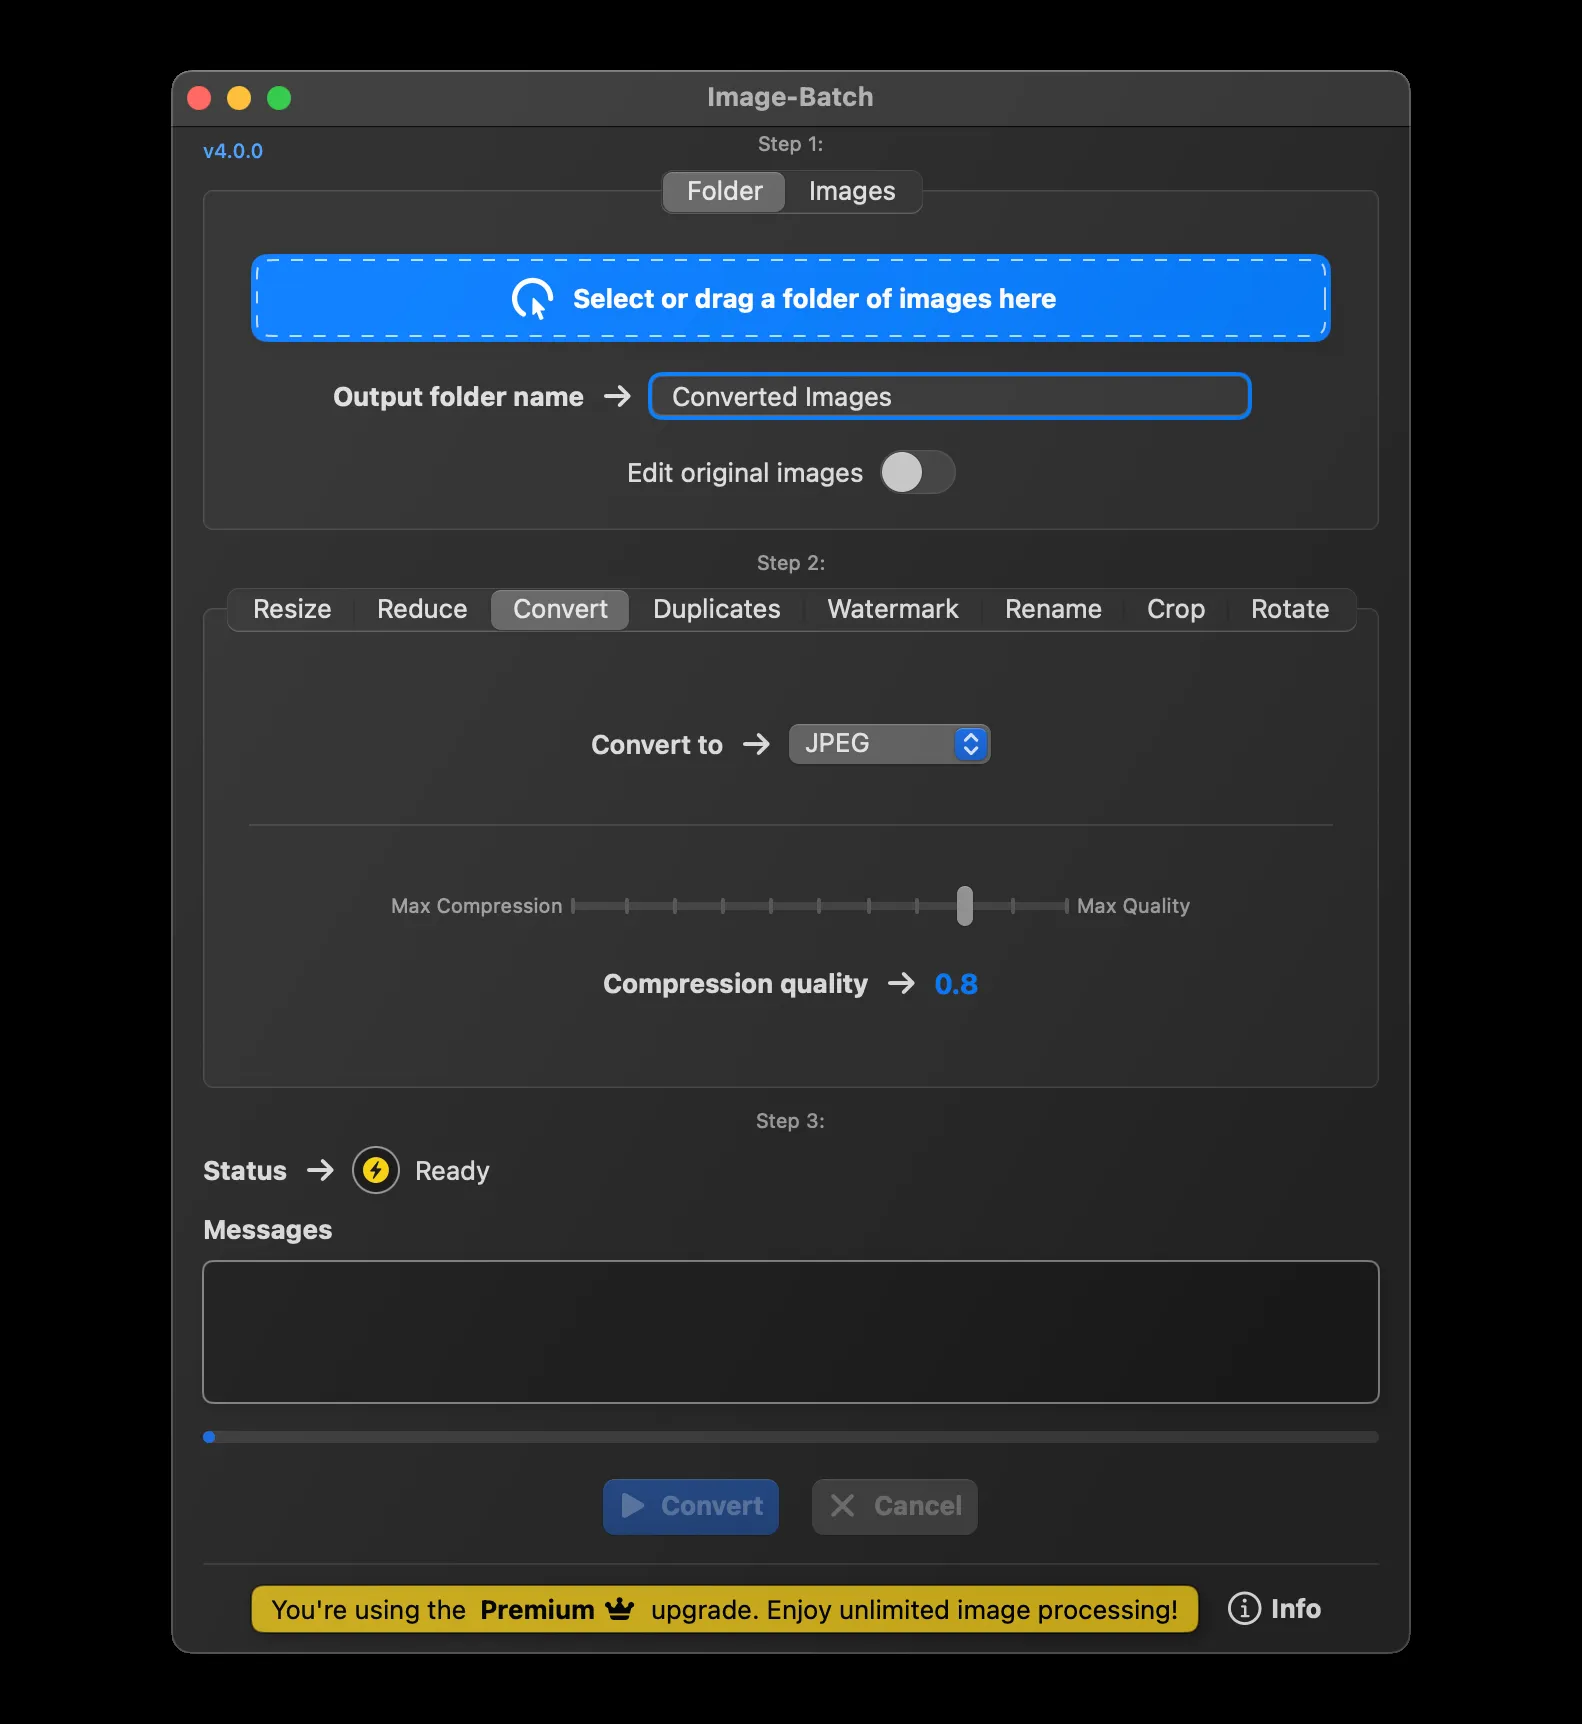 Image-Batch
v4.0.0
Step 1:
Folder Images
Select or drag a folder of images here
Output folder name → Converted Images
Edit original images
Step 2:
Resize Reduce Convert Duplicates Watermark Rename Crop Rotate
Convert to → JPEG
Max Compression Max Quality
Compression quality → 0.8
Step 3:
Status → Ready
Messages
Convert Cancel
You're using the Premium upgrade. Enjoy unlimited image processing! Info